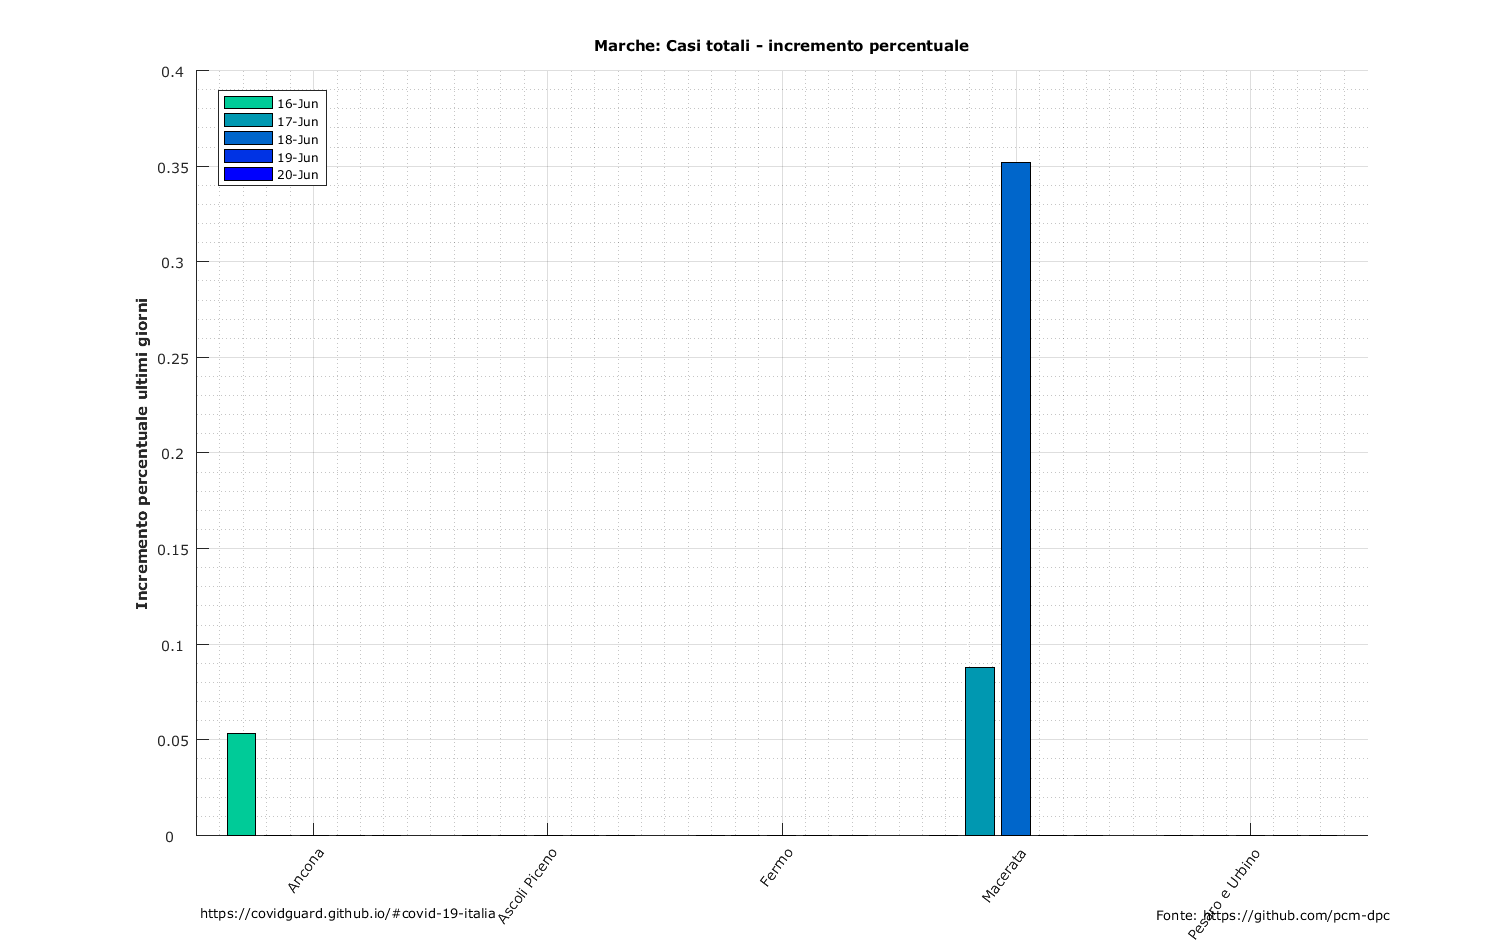 Marche: Casi totali - incremento percentuale
0.4
0.35
0.3
0.25
0.2
0.15
0.1
0.05
0
Incremento percentuale ultimi giorni
16-Jun
17-Jun
18-Jun
19-Jun
20-Jun
Ancona
Ascoli Piceno
Fermo
Macerata
Pesaro e Urbino
https://covidguard.github.io/#covid-19-italia
Fonte: https://github.com/pcm-dpc